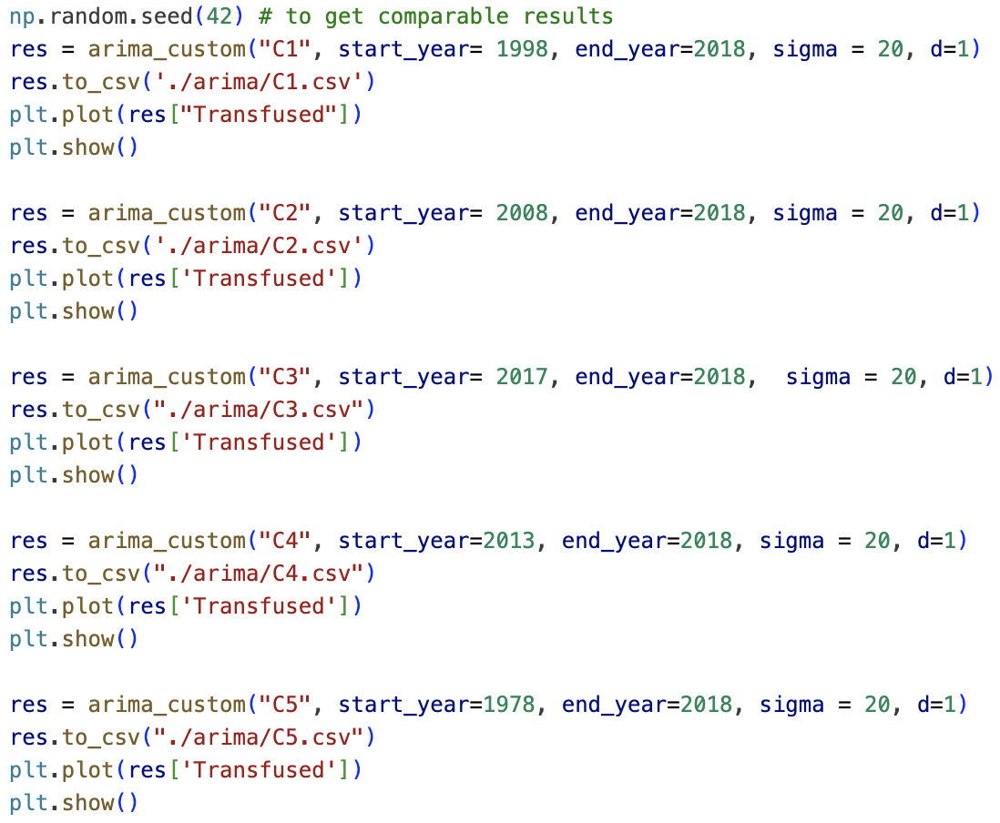 np.random.seed(42) # to get comparable results
res = arima_custom("C1", start_year= 1998, end_year=2018, sigma = 20, d=1)
res.to_csv('./arima/C1.csv')
plt.plot(res["Transfused"])
plt.show()

res = arima_custom("C2", start_year= 2008, end_year=2018, sigma = 20, d=1)
res.to_csv('./arima/C2.csv')
plt.plot(res['Transfused'])
plt.show()

res = arima_custom("C3", start_year= 2017, end_year=2018,  sigma = 20, d=1)
res.to_csv("./arima/C3.csv")
plt.plot(res['Transfused'])
plt.show()

res = arima_custom("C4", start_year=2013, end_year=2018, sigma = 20, d=1)
res.to_csv("./arima/C4.csv")
plt.plot(res['Transfused'])
plt.show()

res = arima_custom("C5", start_year=1978, end_year=2018, sigma = 20, d=1)
res.to_csv("./arima/C5.csv")
plt.plot(res['Transfused'])
plt.show()